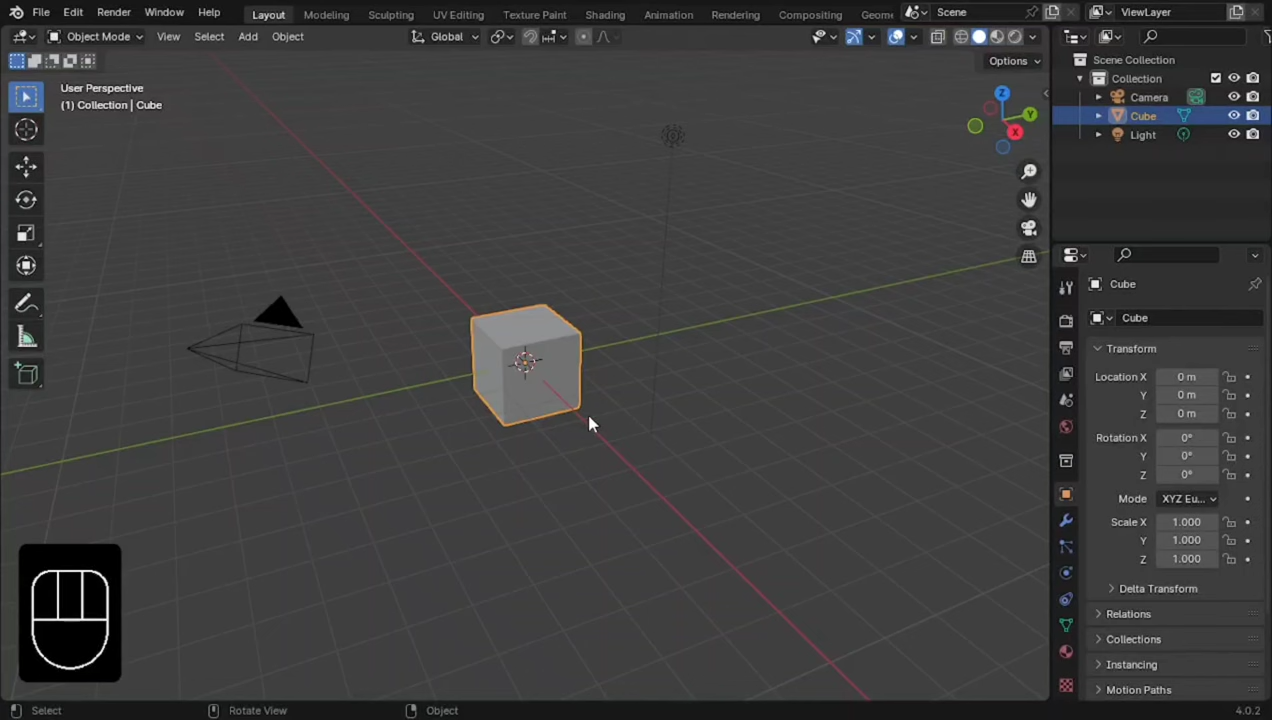 File Edit Render Window Help Layout Modeling Sculpting UV Editing Texture Paint Shading Animation Rendering Compositing Geome Scene ViewLayer
Object Mode View Select Add Object Global
Options
User Perspective
(1) Collection | Cube
Z
Y
X
Scene Collection
Collection
Camera
Cube
Light
Cube
Cube
Transform
Location X 0 m
Y 0 m
Z 0 m
Rotation X 0°
Y 0°
Z 0°
Mode XYZ Eu...
Scale X 1.000
Y 1.000
Z 1.000
Delta Transform
Relations
Collections
Instancing
Motion Paths
Select Rotate View Object 4.0.2